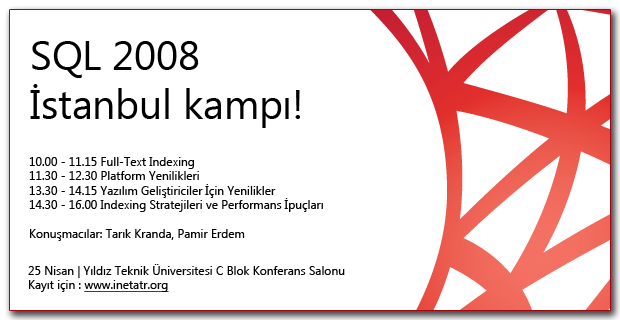 SQL 2008
İstanbul kampı!
10.00 - 11.15 Full-Text Indexing
11.30 - 12.30 Platform Yenilikleri
13.30 - 14.15 Yazılım Geliştiriciler İçin Yenilikler
14.30 - 16.00 Indexing Stratejileri ve Performans İpuçları
Konuşmacılar: Tarık Kranda, Pamir Erdem
25 Nisan | Yıldız Teknik Üniversitesi C Blok Konferans Salonu
Kayıt için : www.inetatr.org